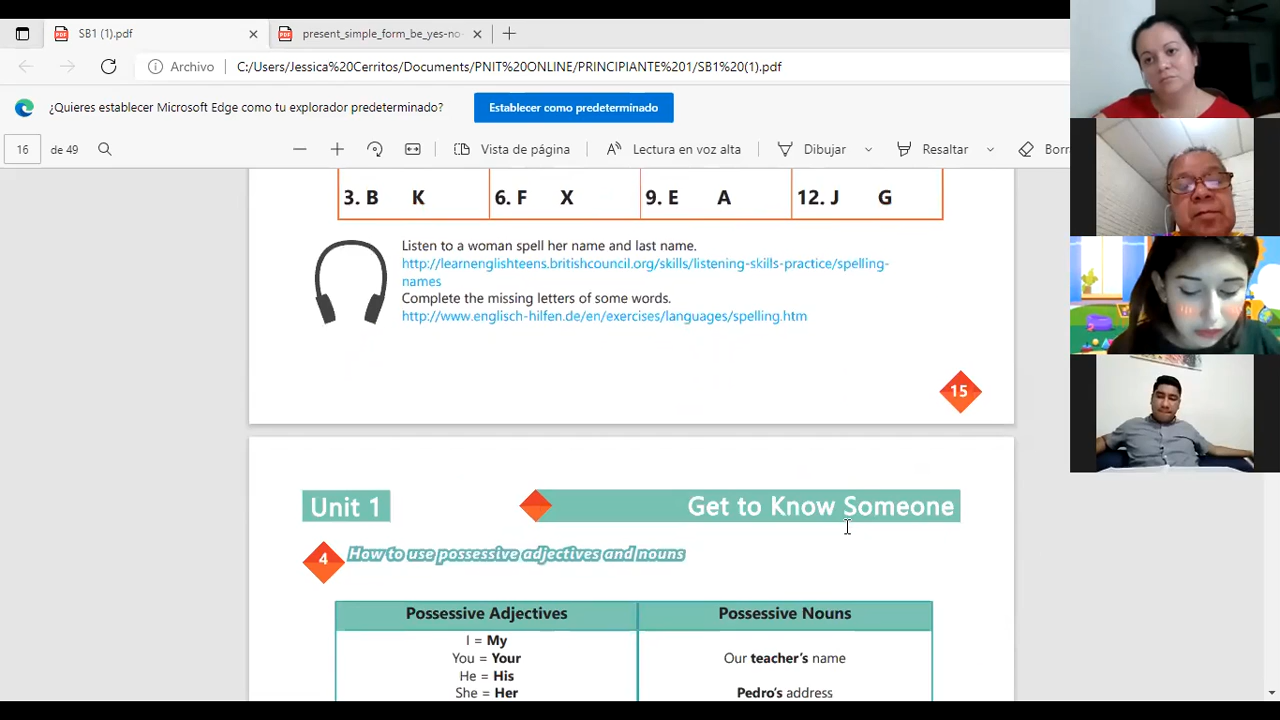 SB1 (1).pdf
present_simple_form_be_yes-no
Archivo
C:/Users/Jessica%20Cerritos/Documents/PNIT%20ONLINE/PRINCIPIANTE%201/SB1%20(1).pdf
¿Quieres establecer Microsoft Edge como tu explorador predeterminado?
Establecer como predeterminado
16 de 49
Vista de página
Lectura en voz alta
Dibujar
Resaltar
Borr
3. B K 6. F X 9. E A 12. J G
Listen to a woman spell her name and last name.
http://learnenglishteens.britishcouncil.org/skills/listening-skills-practice/spelling-
names
Complete the missing letters of some words.
http://www.englisch-hilfen.de/en/exercises/languages/spelling.htm
15
Unit 1
Get to Know Someone
4 How to use possessive adjectives and nouns
Possessive Adjectives
I = My
You = Your
He = His
She = Her
Possessive Nouns
Our teacher's name
Pedro's address